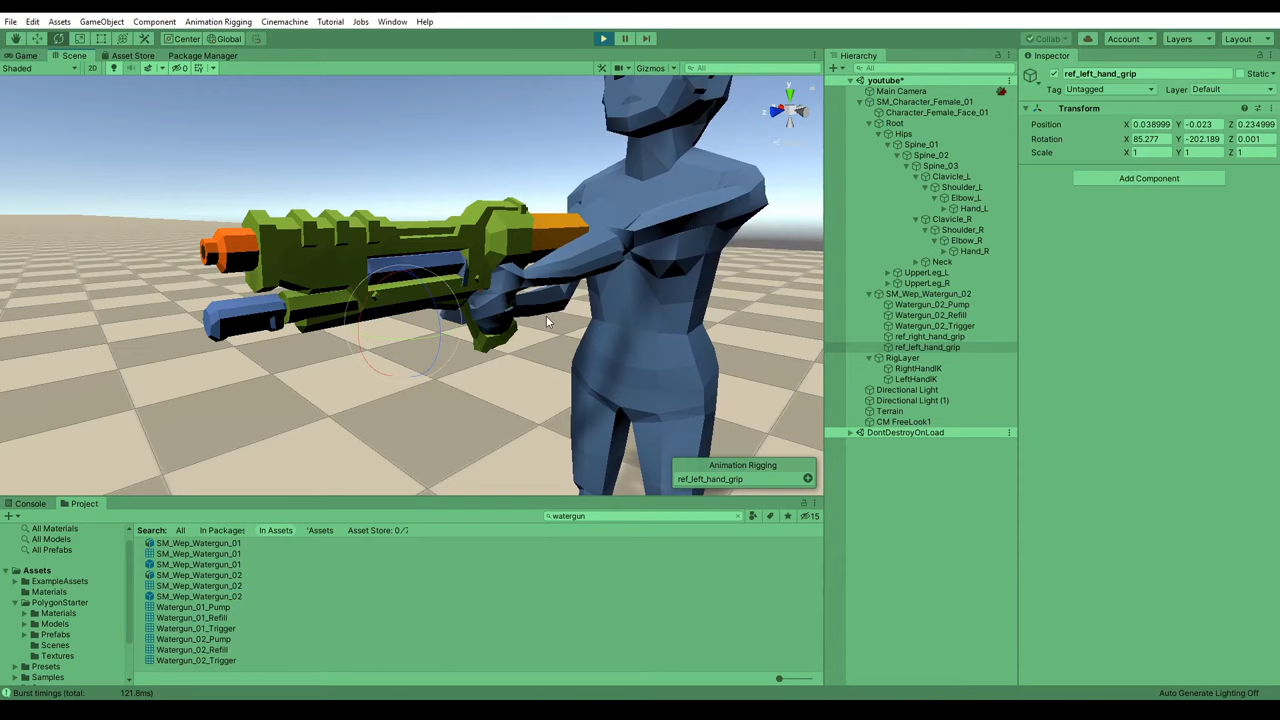 File Edit Assets GameObject Component Animation Rigging Cinemachine Tutorial Jobs Window Help
Center Global Collab Account Layers Layout
Game Scene Asset Store Package Manager
Shaded 2D 0 Gizmos All
y
z
Animation Rigging
ref_left_hand_grip
Hierarchy
All
youtube*
Main Camera
SM_Character_Female_01
Character_Female_Face_01
Root
Hips
Spine_01
Spine_02
Spine_03
Clavicle_L
Shoulder_L
Elbow_L
Hand_L
Clavicle_R
Shoulder_R
Elbow_R
Hand_R
Neck
UpperLeg_L
UpperLeg_R
SM_Wep_Watergun_02
Watergun_02_Pump
Watergun_02_Refill
Watergun_02_Trigger
ref_right_hand_grip
ref_left_hand_grip
RigLayer
RightHandIK
LeftHandIK
Directional Light
Directional Light (1)
Terrain
CM FreeLook1
DontDestroyOnLoad
Inspector
ref_left_hand_grip Static
Tag Untagged Layer Default
Transform
Position X 0.038999 Y -0.023 Z 0.234999
Rotation X 85.277 Y -202.189 Z 0.001
Scale X 1 Y 1 Z 1
Add Component
Console Project
watergun 15
All Materials
All Models
All Prefabs
Assets
ExampleAssets
Materials
PolygonStarter
Materials
Models
Prefabs
Scenes
Textures
Presets
Samples
Search: All In Packages In Assets 'Assets' Asset Store: 0/
SM_Wep_Watergun_01
SM_Wep_Watergun_01
SM_Wep_Watergun_01
SM_Wep_Watergun_02
SM_Wep_Watergun_02
SM_Wep_Watergun_02
Watergun_01_Pump
Watergun_01_Refill
Watergun_01_Trigger
Watergun_02_Pump
Watergun_02_Refill
Watergun_02_Trigger
Burst timings (total: 121.8ms) Auto Generate Lighting Off